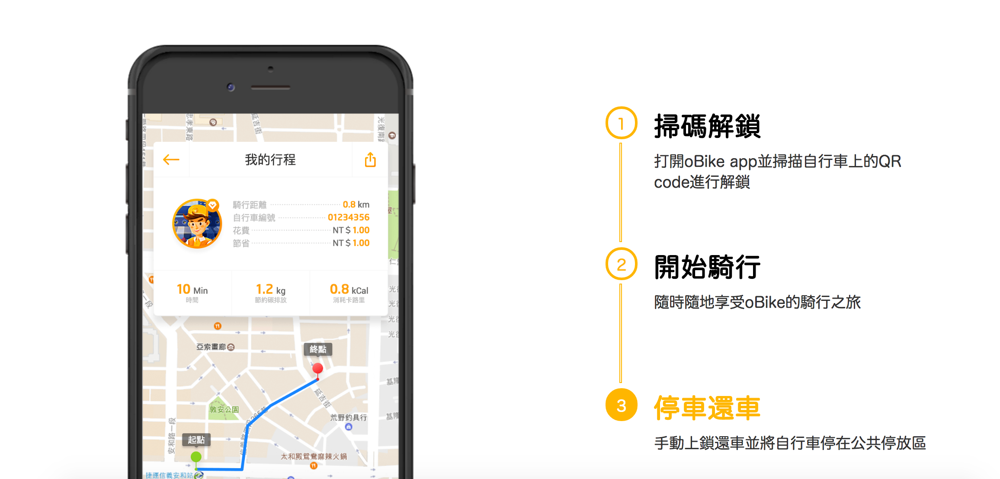 忠孝東路
延吉街
光復南路
我的行程
騎行距離 0.8 km
自行車編號 01234356
花費 NT $ 1.00
節省 NT $ 1.00
10 Min
時間
1.2 kg
節約碳排放
0.8 kCal
消耗卡路里
亞索畫廊
終點
延吉街
敦安公園
荒野釣具行
安和路一段
起點
太和殿鴛鴦麻辣火鍋
捷運信義安和站
1
掃碼解鎖
打開oBike app並掃描自行車上的QR
code進行解鎖
2
開始騎行
隨時隨地享受oBike的騎行之旅
3
停車還車
手動上鎖還車並將自行車停在公共停放區